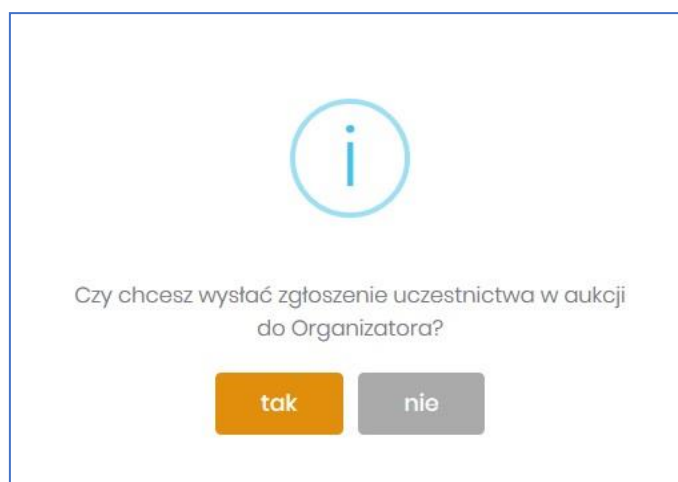 i
Czy chcesz wysłać zgłoszenie uczestnictwa w aukcji
do Organizatora?
tak nie